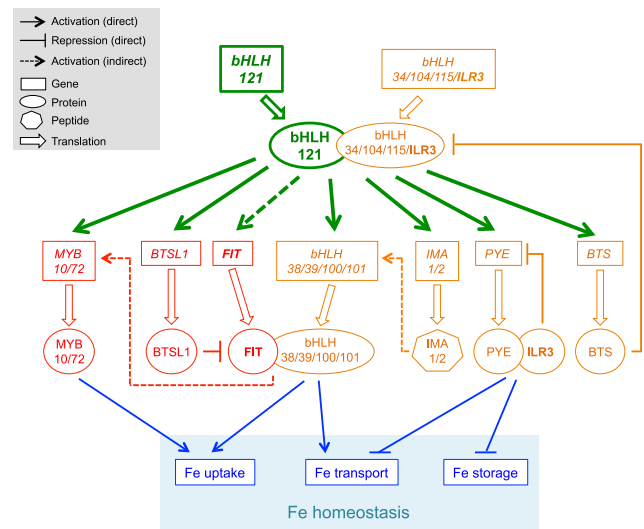 Activation (direct)
Repression (direct)
Activation (indirect)
Gene
Protein
Peptide
Translation
bHLH
121
bHLH
34/104/115/ILR3
bHLH
121
bHLH
34/104/115/ILR3
MYB
10/72
BTSL1
FIT
bHLH
38/39/100/101
IMA
1/2
PYE
BTS
MYB
10/72
BTSL1
FIT
bHLH
38/39/100/101
IMA
1/2
PYE
ILR3
BTS
Fe uptake
Fe transport
Fe storage
Fe homeostasis